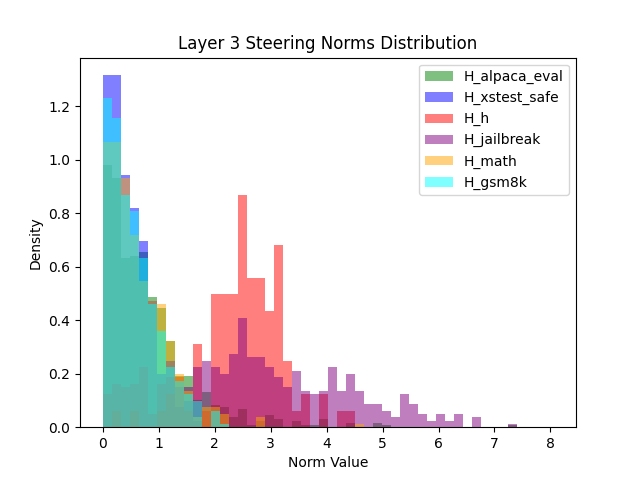 Layer 3 Steering Norms Distribution
H_alpaca_eval
H_xstest_safe
H_h
H_jailbreak
H_math
H_gsm8k
Density
1.2
1.0
0.8
0.6
0.4
0.2
0.0
0 1 2 3 4 5 6 7 8
Norm Value